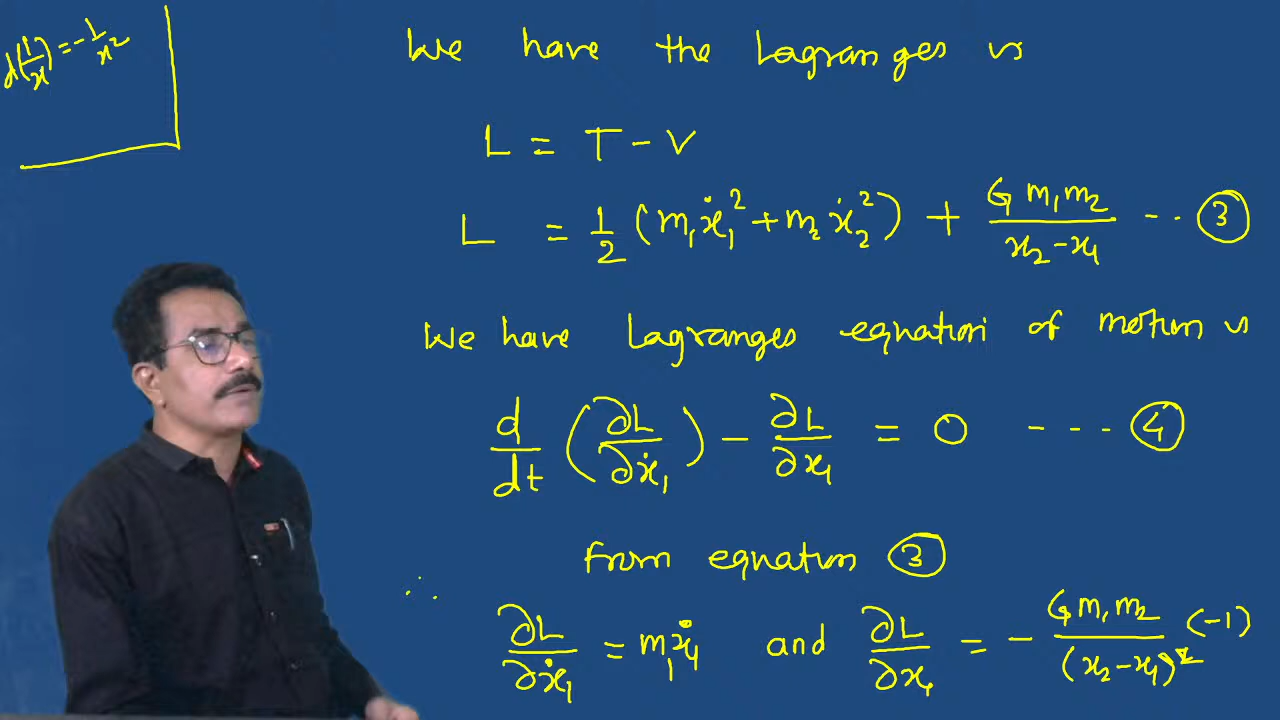 d(1/x) = -1/x²
We have the Lagranges is
L = T - V
L = 1/2 (m₁ẋ₁² + m₂ẋ₂²) + G m₁m₂/(x₂-x₁) -- ③
We have Lagranges equation of motion is
d/dt (∂L/∂ẋ₁) - ∂L/∂x₁ = 0 ---- ④
from equation ③
∴ ∂L/∂ẋ₁ = m₁ẋ₁ and ∂L/∂x₁ = - G m₁m₂/(x₂-x₁)² (-1)